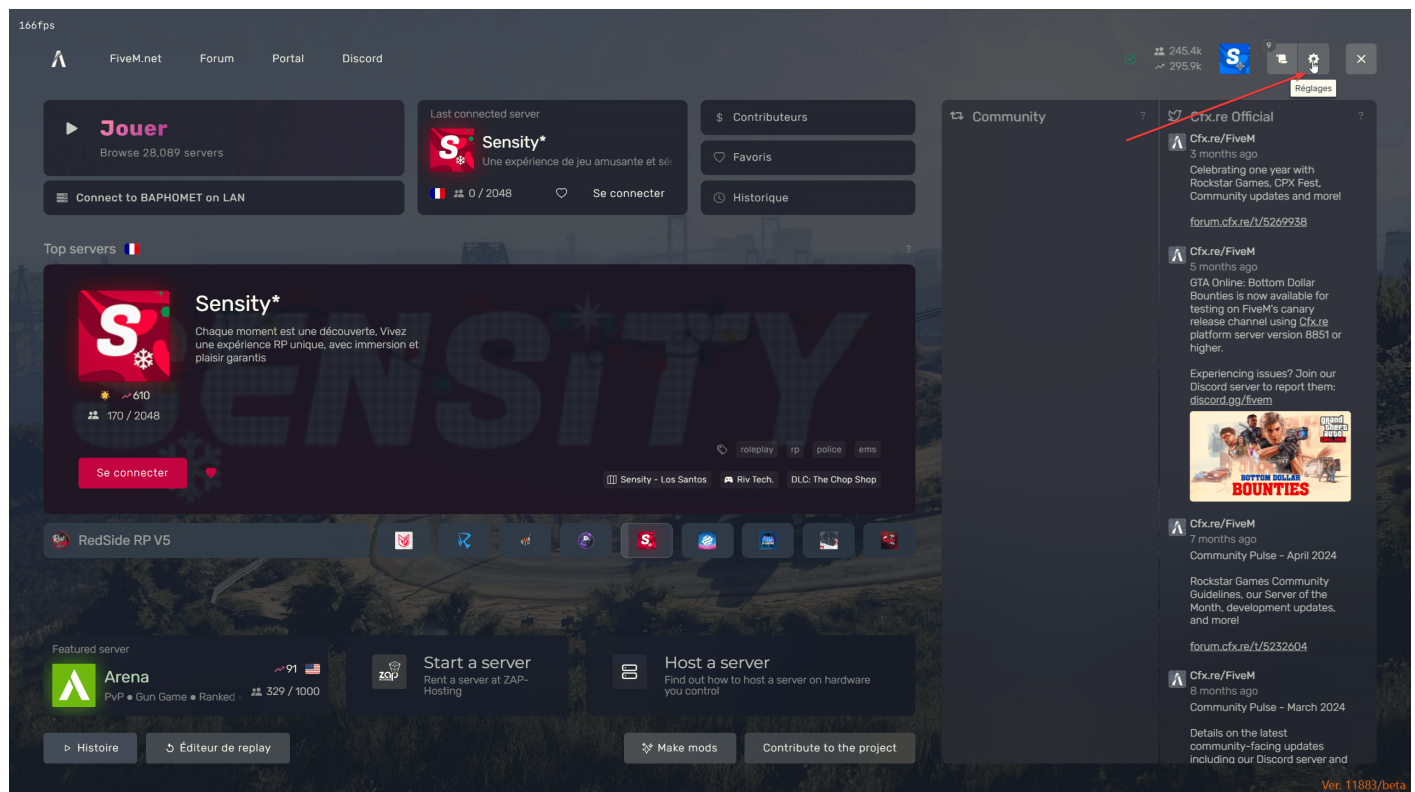 166fps
FiveM.net
Forum
Portal
Discord
245.4k
295.9k
9
Réglages
Jouer
Browse 28,089 servers
Connect to BAPHOMET on LAN
Last connected server
Sensity*
Une expérience de jeu amusante et sé
0 / 2048
Se connecter
$ Contributeurs
Favoris
Historique
Top servers
?
Sensity*
Chaque moment est une découverte, Vivez
une expérience RP unique, avec immersion et
plaisir garantis
SENSITY
610
170 / 2048
Se connecter
roleplay
rp
police
ems
Sensity - Los Santos
Riv Tech.
DLC: The Chop Shop
RedSide RP V5
Featured server
Arena
PvP ● Gun Game ● Ranked
91
329 / 1000
ZAP
Start a server
Rent a server at ZAP-
Hosting
Host a server
Find out how to host a server on hardware
you control
Histoire
Éditeur de replay
Make mods
Contribute to the project
Community
?
Cfx.re Official
?
Cfx.re/FiveM
3 months ago
Celebrating one year with
Rockstar Games, CPX Fest,
Community updates and more!
forum.cfx.re/t/5269938
Cfx.re/FiveM
5 months ago
GTA Online: Bottom Dollar
Bounties is now available for
testing on FiveM's canary
release channel using Cfx.re
platform server version 8851 or
higher.
Experiencing issues? Join our
Discord server to report them:
discord.gg/fivem
grand
theft
auto
ONLINE
BOTTOM DOLLAR
BOUNTIES
Cfx.re/FiveM
7 months ago
Community Pulse – April 2024
Rockstar Games Community
Guidelines, our Server of the
Month, development updates,
and more!
forum.cfx.re/t/5232604
Cfx.re/FiveM
8 months ago
Community Pulse – March 2024
Details on the latest
community-facing updates
including our Discord server and
Ver. 11883/beta